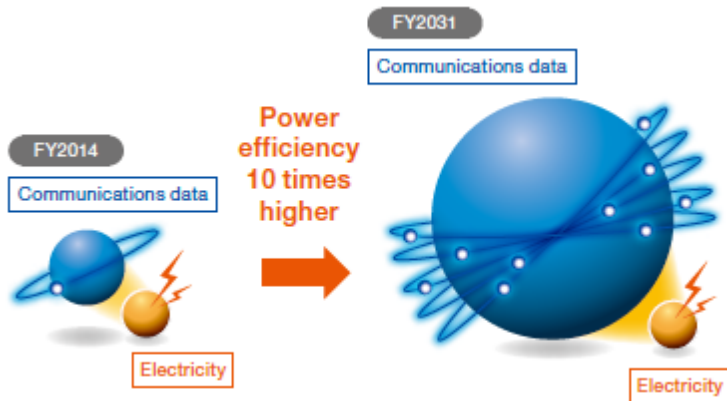 FY2014
Communications data
Electricity
Power
efficiency
10 times
higher
FY2031
Communications data
Electricity